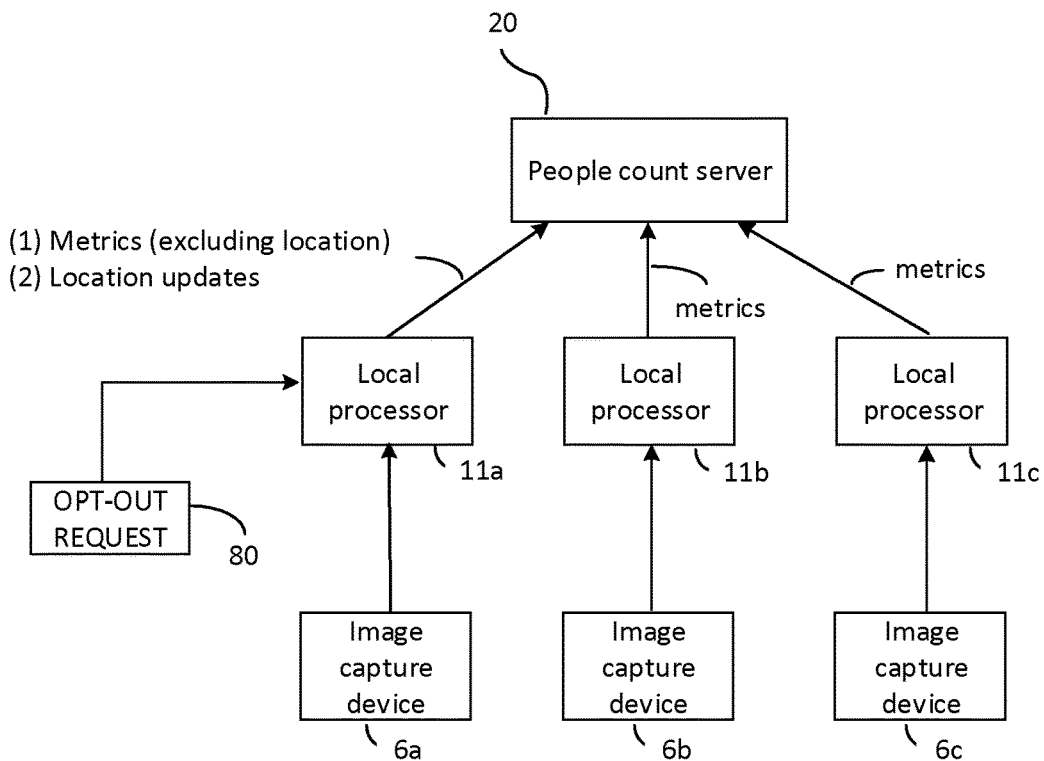 20
People count server
(1) Metrics (excluding location)
(2) Location updates
metrics
metrics
Local
processor
Local
processor
Local
processor
11a
11b
11c
OPT-OUT
REQUEST
80
Image
capture
device
Image
capture
device
Image
capture
device
6a
6b
6c